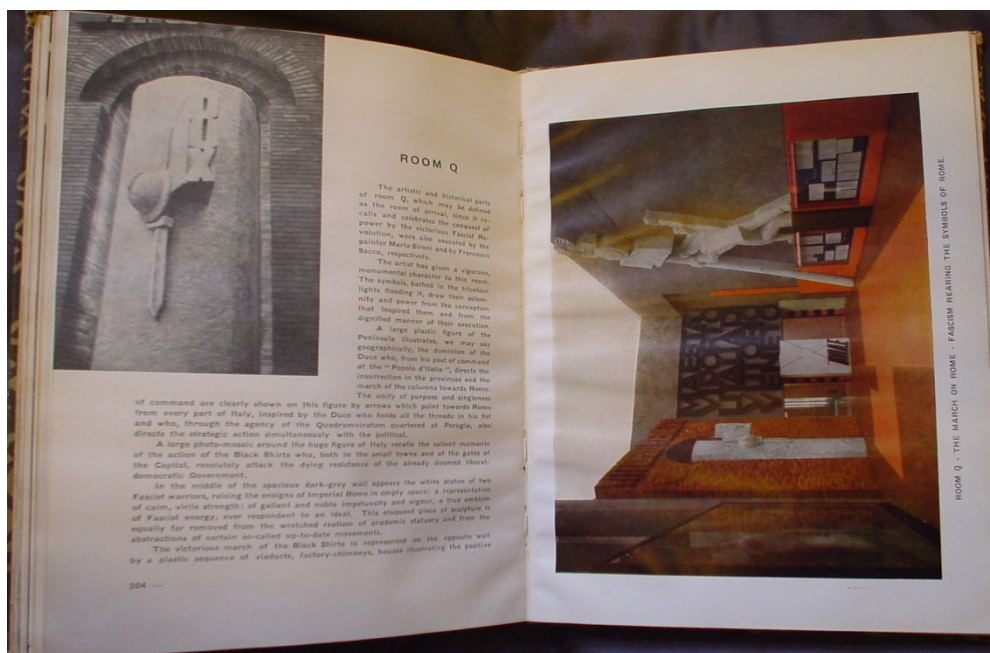 ROOM Q
The artistic and historical parts
of room Q, which may be defined
as the room of arrival, since it re-
calls and celebrates the conquest of
power by the victorious Fascist Re-
volution, were also executed by the
painter Mario Sironi and by Francesco
Sacco, respectively.
The artist has given a vigorous,
monumental character to this room.
The symbols, bathed in the tricolour
lights flooding it, draw their solem-
nity and power from the conception
that inspired them and from the
dignified manner of their execution.
A large plastic figure of the
Peninsula illustrates, we may say
geographically, the dominion of the
Duce who, from his post of command
at the "Popolo d'Italia", directs the
insurrection in the provinces and the
march of the columns towards Rome.
The unity of purpose and singleness
of command are clearly shown on this figure by arrows which point towards Rome
from every part of Italy, inspired by the Duce who holds all the threads in his fist
and who, through the agency of the Quadrumviratum quartered at Perugia, also
directs the strategic action simultaneously with the political.
A large photo-mosaic around the huge figure of Italy recalls the salient moments
of the action of the Black Shirts who, both in the small towns and at the gates of
the Capital, resolutely attack the dying resistance of the already doomed liberal-
democratic Government.
In the middle of the spacious dark-grey wall appears the white statue of two
Fascist warriors, raising the ensigns of Imperial Rome in empty space: a representation
of calm, virile strength; of gallant and noble impetuosity and vigour, a true emblem
of Fascist energy, ever respondent to an ideal. This eloquent piece of sculpture is
equally far removed from the wretched realism of academic statuary and from the
abstractions of certain so-called up-to-date movements.
The victorious march of the Black Shirts is represented on the opposite wall
by a plastic sequence of viaducts, factory-chimneys, houses illustrating the positive
204 —
DUX
ROOM Q - THE MARCH ON ROME - FASCISM REARING THE SYMBOLS OF ROME.